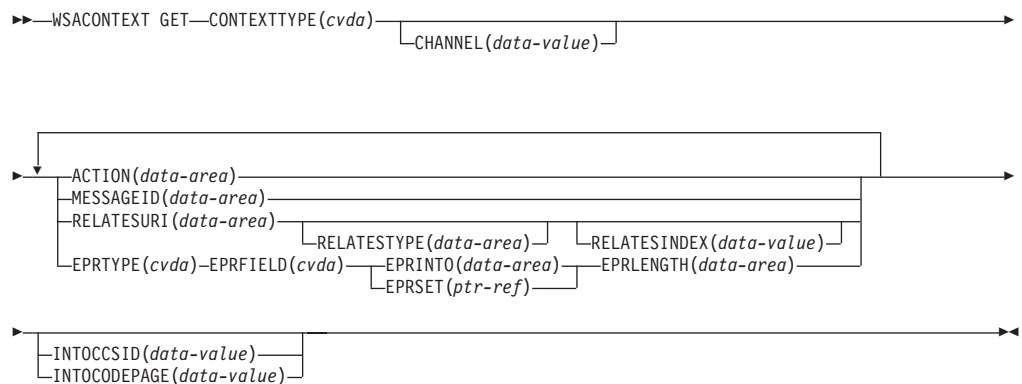 WSACONTEXT GET CONTEXTTYPE(cvda)
CHANNEL(data-value)
ACTION(data-area)
MESSAGEID(data-area)
RELATESURI(data-area)
RELATESTYPE(data-area) RELATESINDEX(data-value)
EPRTYPE(cvda) EPRFIELD(cvda) EPRINTO(data-area) EPRLENGTH(data-area)
EPRSET(ptr-ref)
INTOCCSID(data-value)
INTOCODEPAGE(data-value)